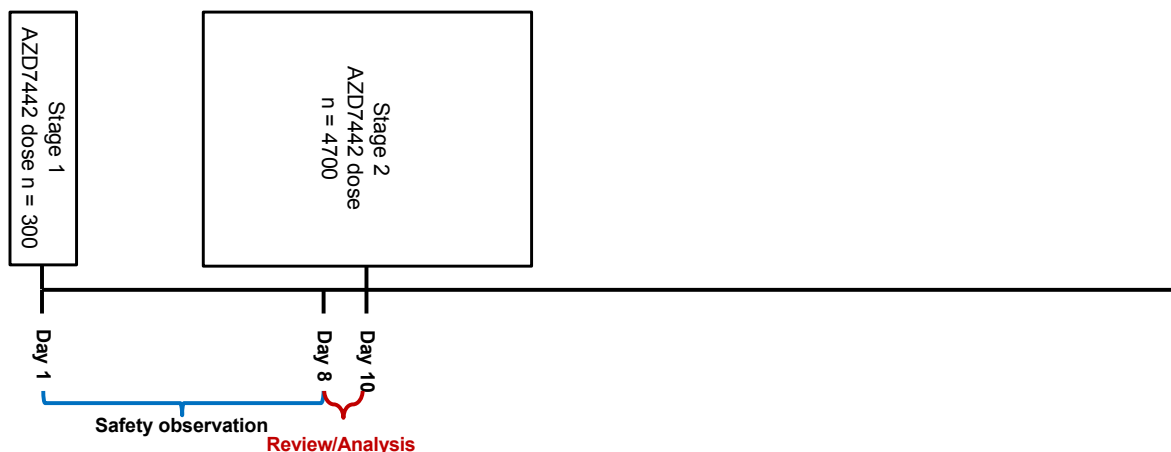 Stage 1
AZD7442 dose n = 300
Stage 2
AZD7442 dose
n = 4700
Day 1
Day 8
Day 10
Safety observation
Review/Analysis